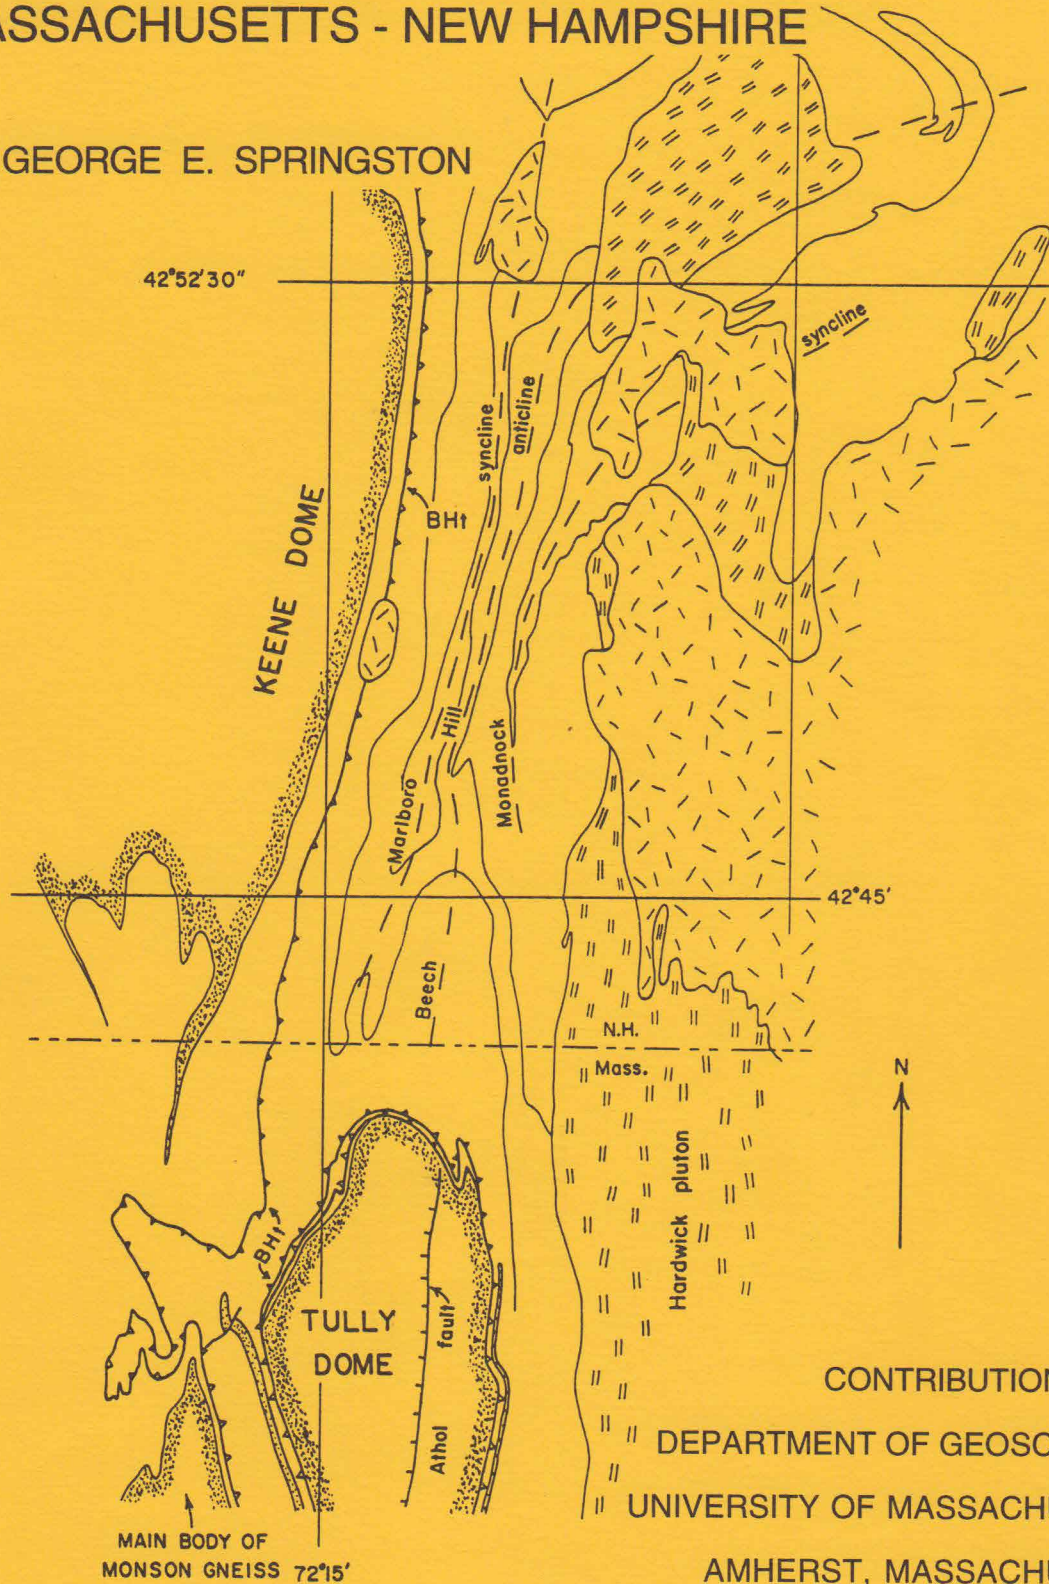 ASSACHUSETTS - NEW HAMPSHIRE
GEORGE E. SPRINGSTON
42°52'30"
syncline
syncline
anticline
BHt
KEENE DOME
Hill
Monadnock
Marlboro
42°45'
Beech
N.H.
Mass.
N
Hardwick pluton
BHt
TULLY
DOME
Athol fault
CONTRIBUTION
DEPARTMENT OF GEOSC
UNIVERSITY OF MASSACH
AMHERST, MASSACHU
MAIN BODY OF
MONSON GNEISS 72°15'